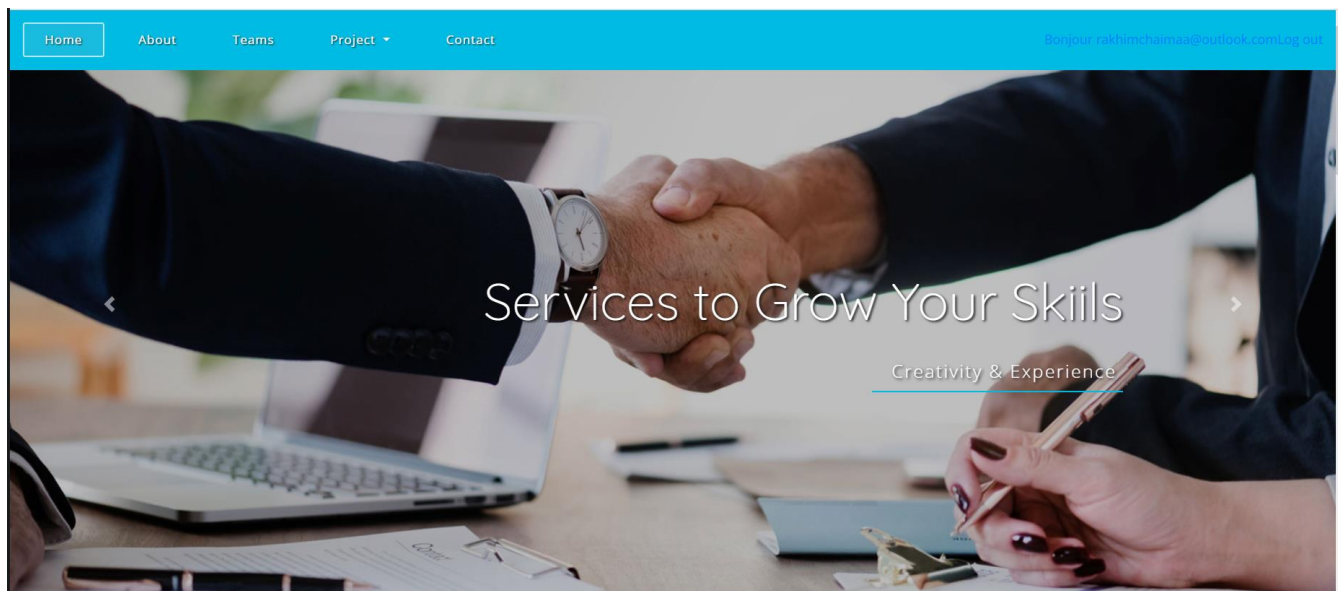 Home About Teams Project Contact Bonjour rakhimchaimaa@outlook.comLog out
Services to Grow Your Skiils
Creativity & Experience